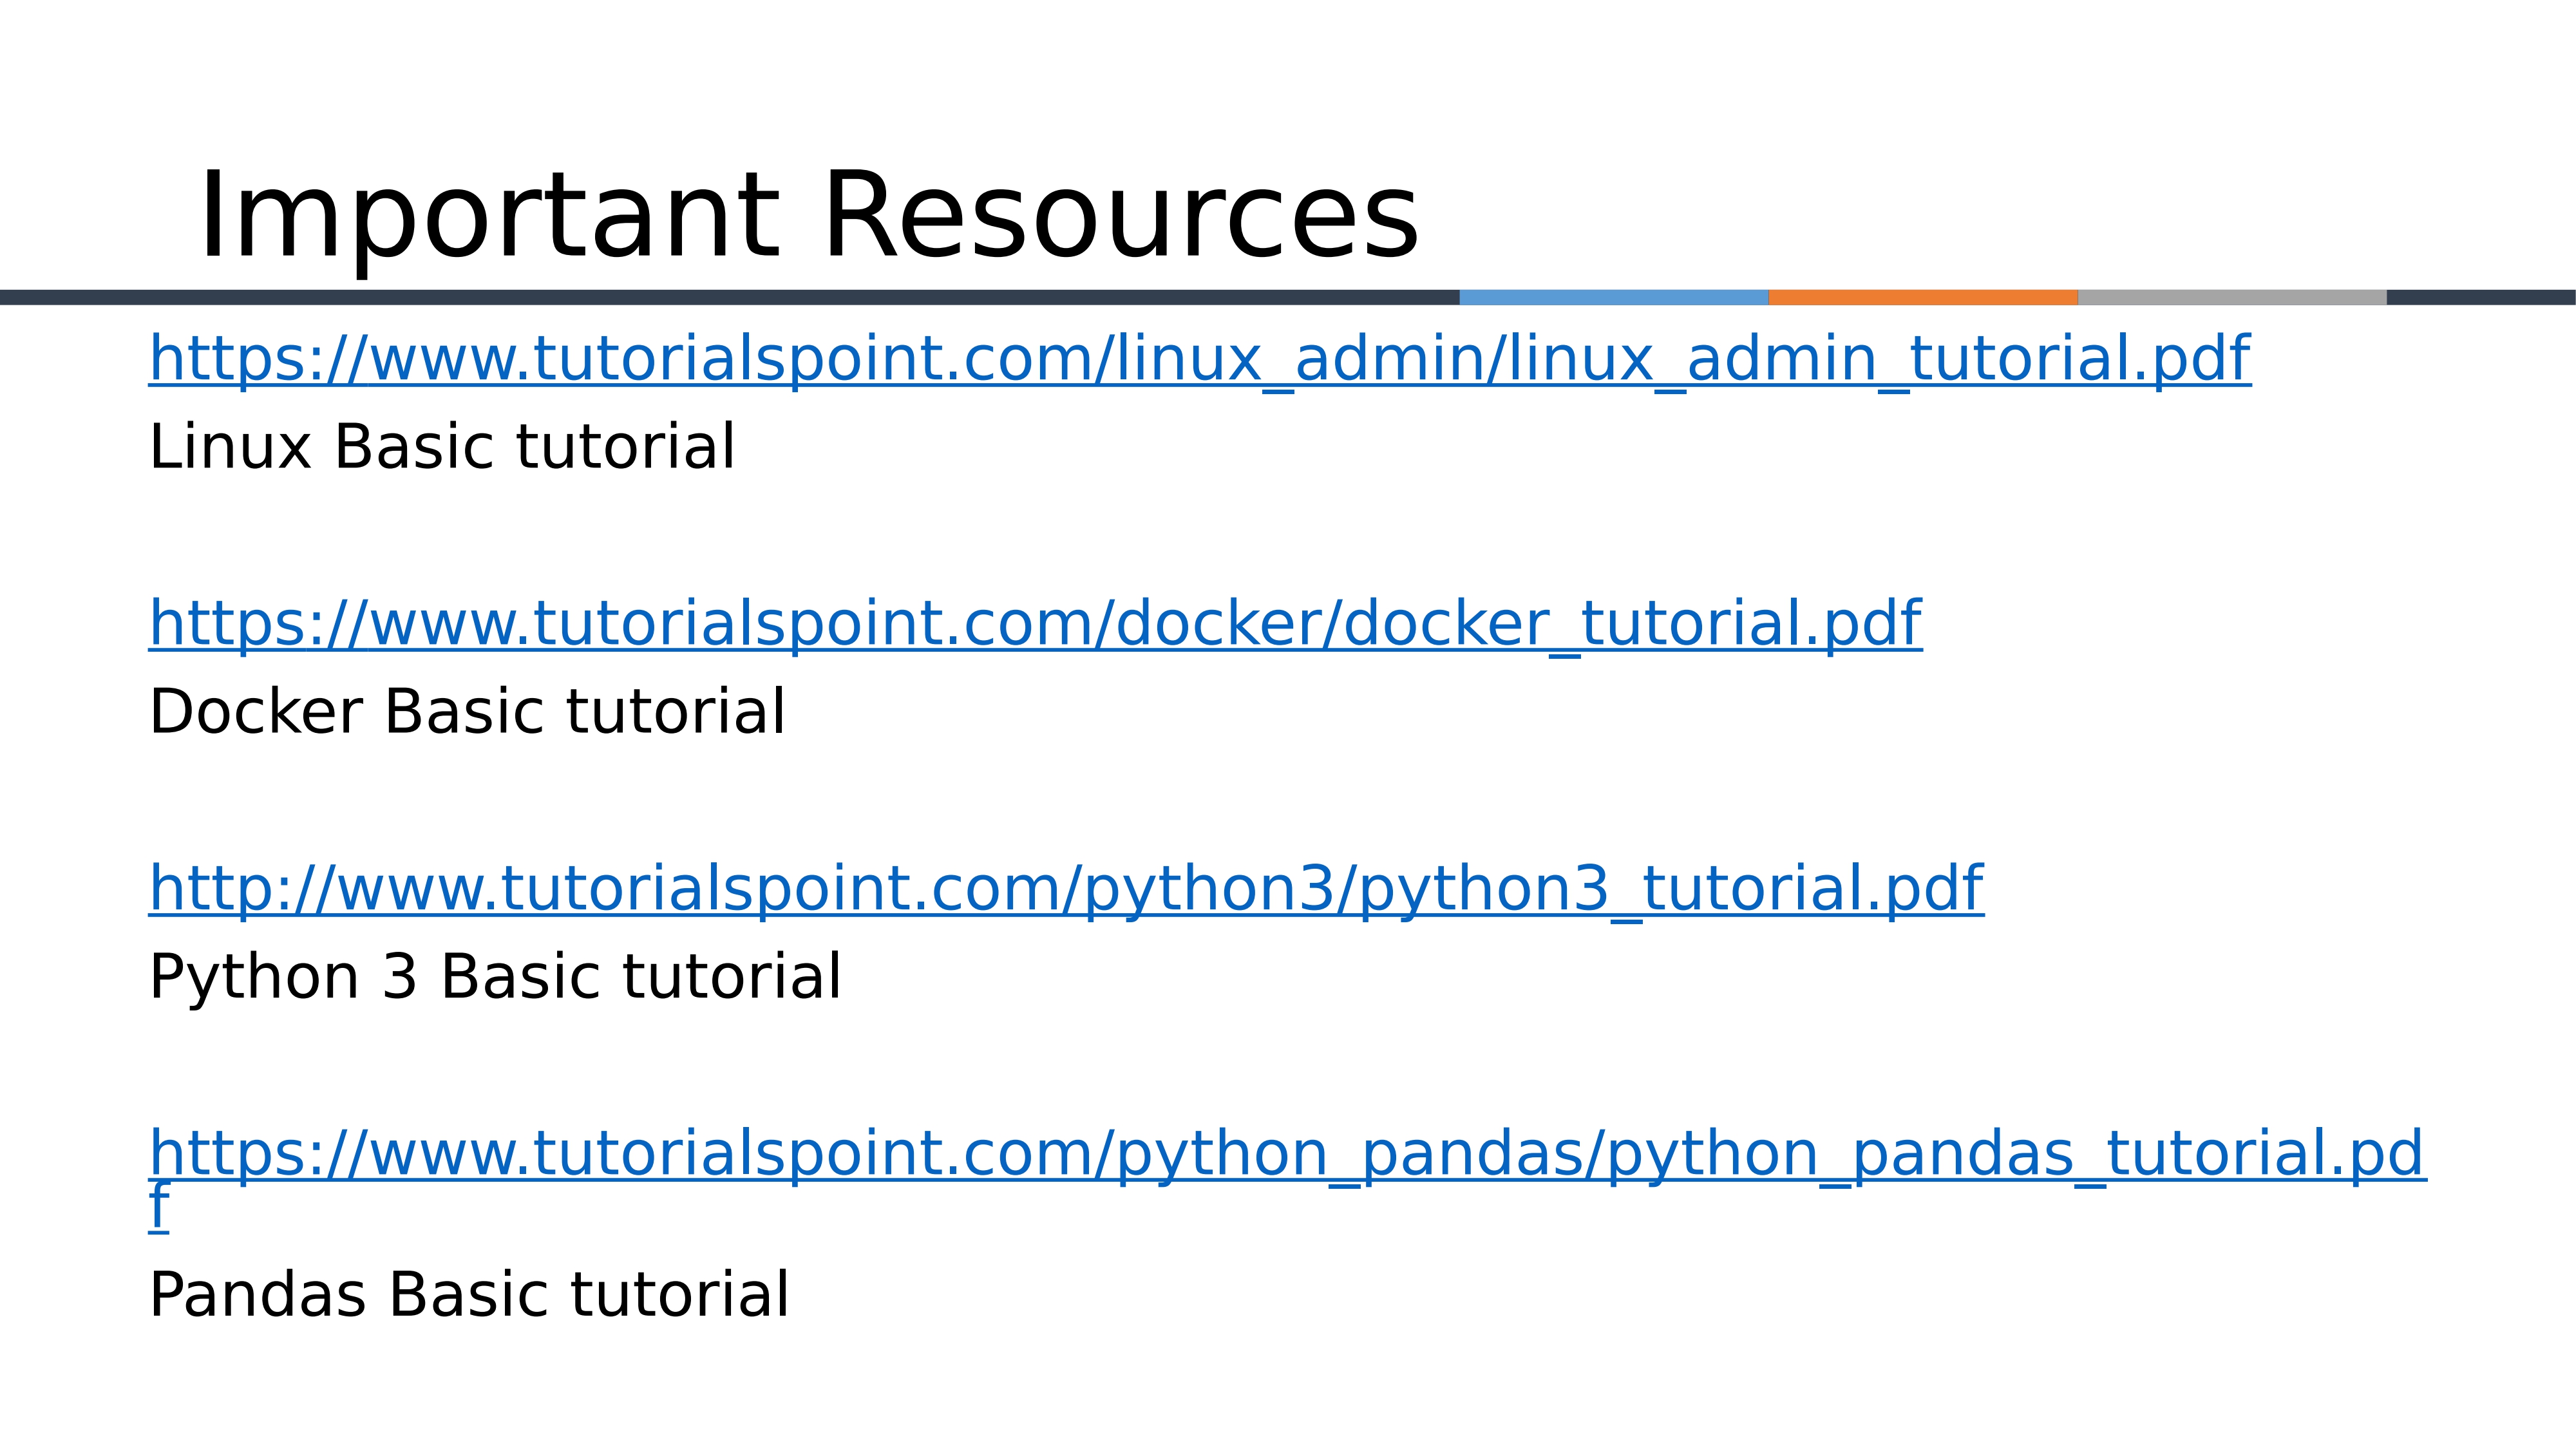 Important Resources
https://www.tutorialspoint.com/linux_admin/linux_admin_tutorial.pdf
Linux Basic tutorial
https://www.tutorialspoint.com/docker/docker_tutorial.pdf
Docker Basic tutorial
http://www.tutorialspoint.com/python3/python3_tutorial.pdf
Python 3 Basic tutorial
https://www.tutorialspoint.com/python_pandas/python_pandas_tutorial.pd
f
Pandas Basic tutorial